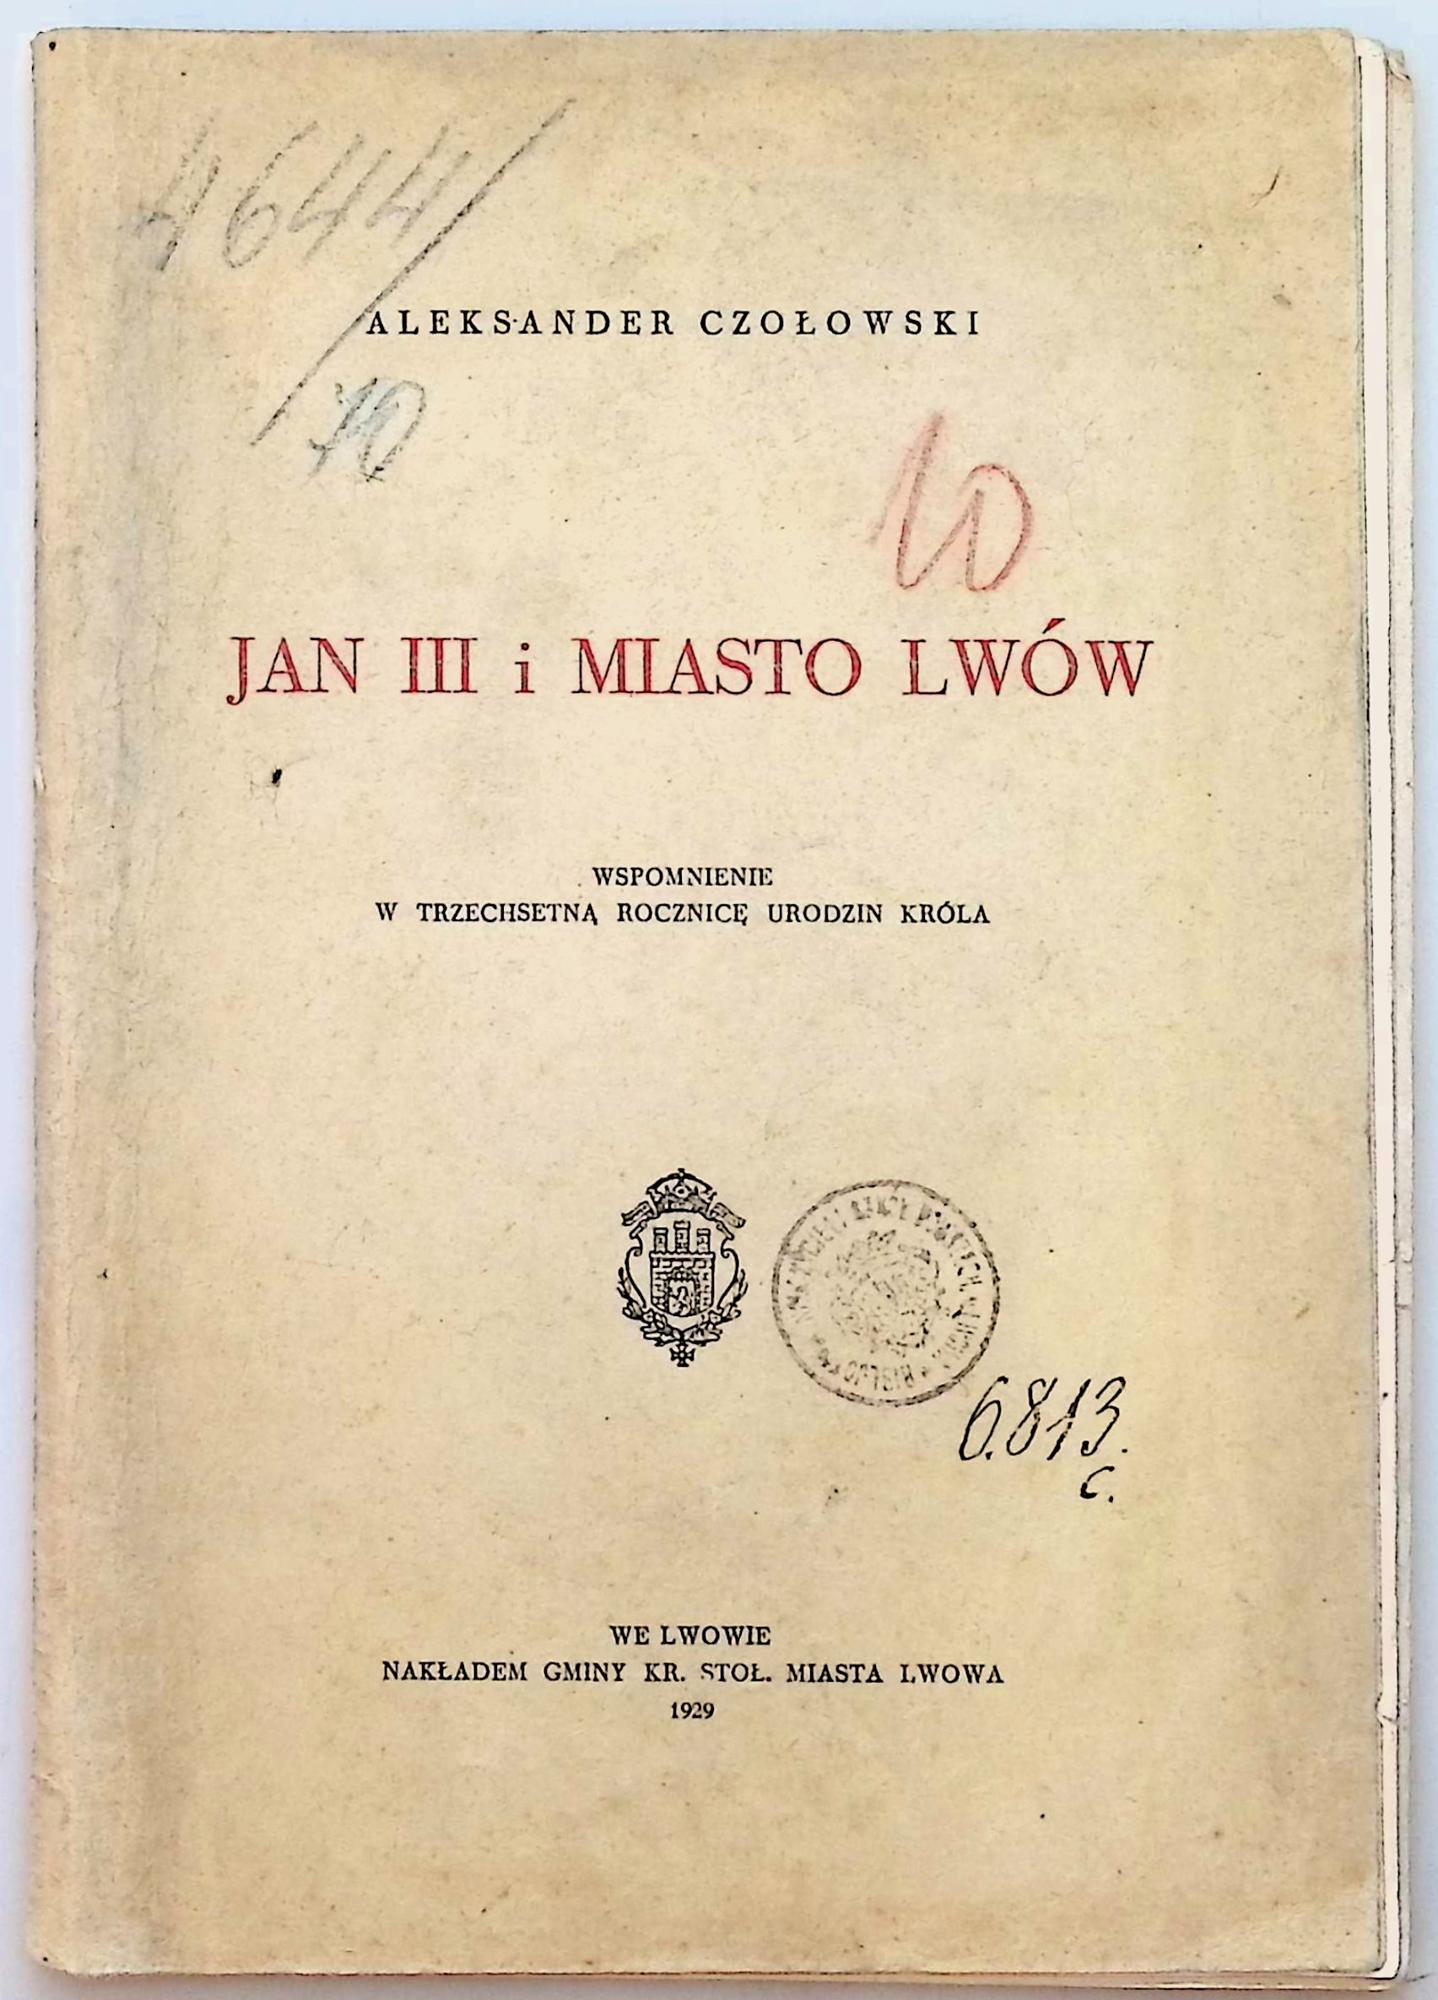 4644/
ALEKSANDER CZOŁOWSKI
10
10
JAN III i MIASTO LWÓW
WSPOMNIENIE
W TRZECHSETNĄ ROCZNICĘ URODZIN KRÓLA
6.813.
c.
WE LWOWIE
NAKŁADEM GMINY KR. STOŁ. MIASTA LWOWA
1929